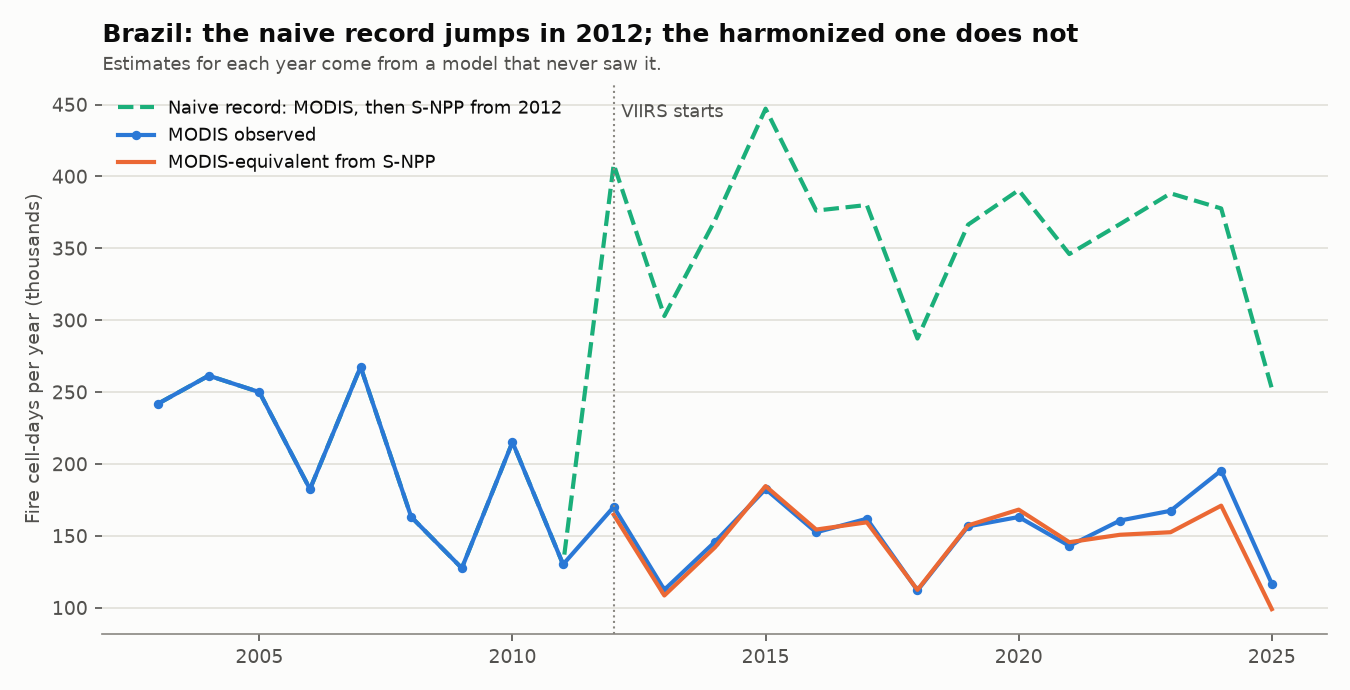 Brazil: the naive record jumps in 2012; the harmonized one does not
Estimates for each year come from a model that never saw it.
Naive record: MODIS, then S-NPP from 2012
MODIS observed
MODIS-equivalent from S-NPP
VIIRS starts
Fire cell-days per year (thousands)
450
400
350
300
250
200
150
100
2005
2010
2015
2020
2025